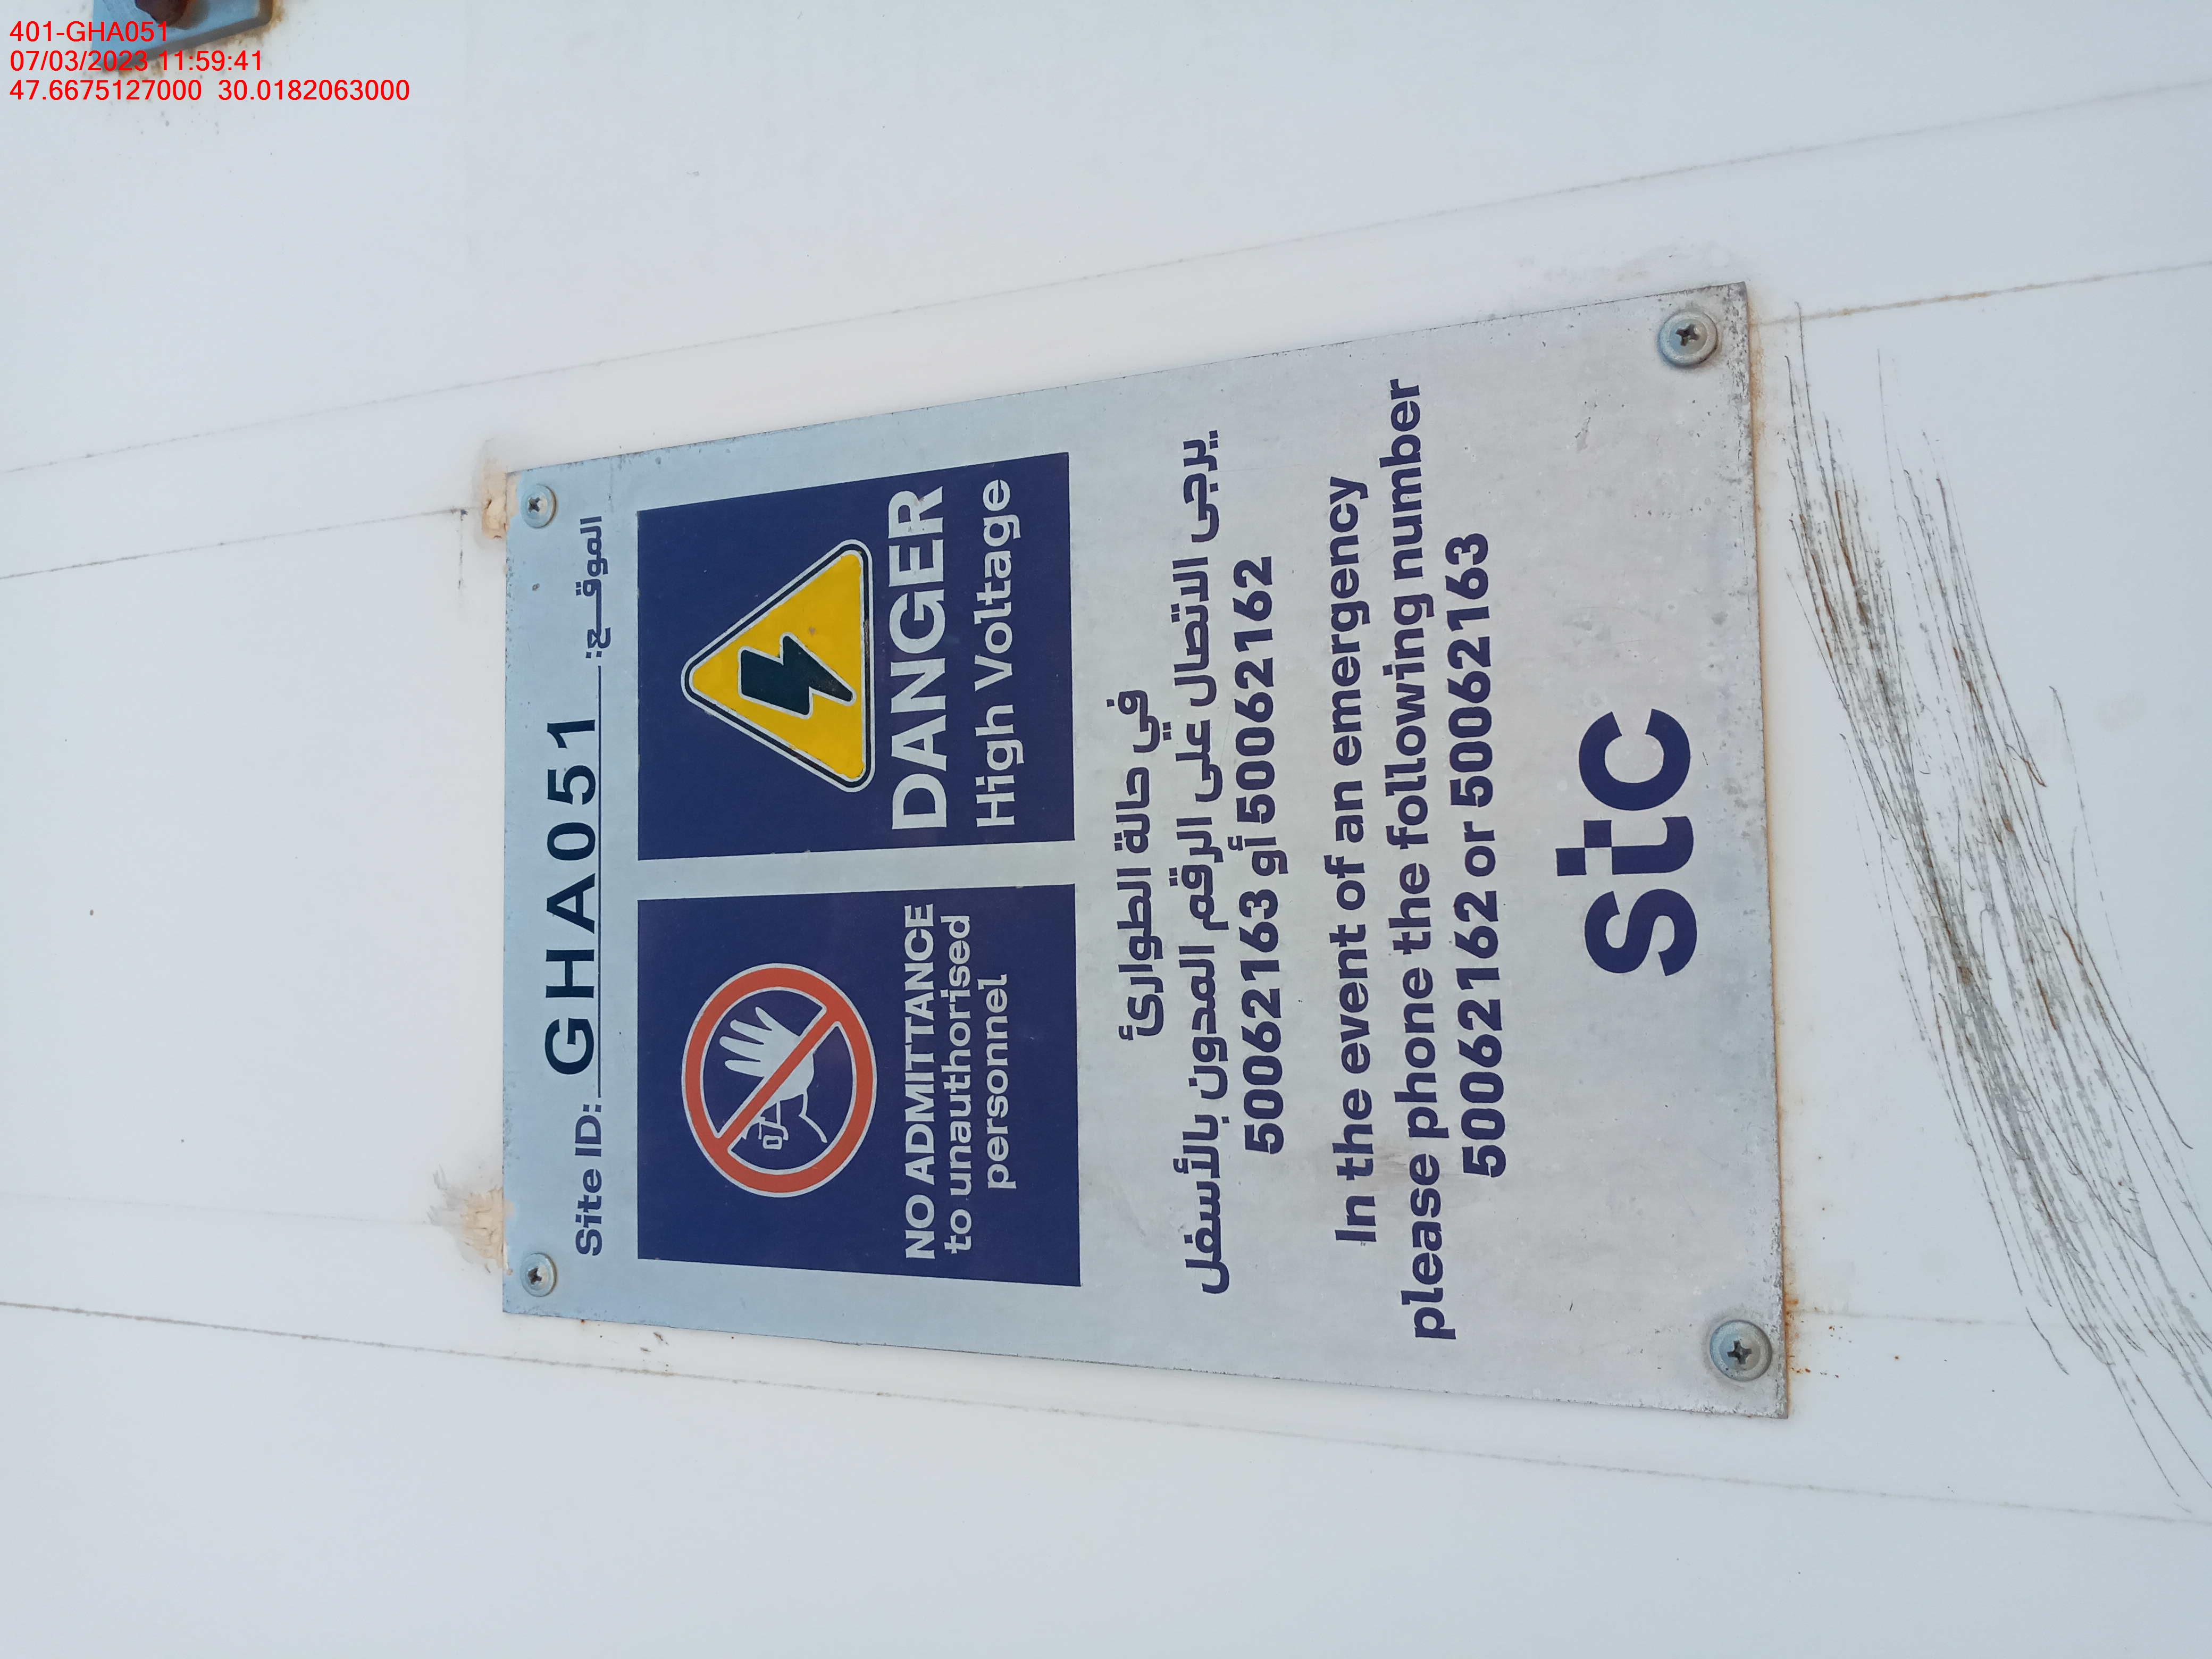 401-GHA051
07/03/2023 11:59:41
47.6675127000 30.0182063000
Site ID: GHA051 الموقـــع:
NO ADMITTANCE
to unauthorised
personnel
DANGER
High Voltage
في حالة الطوارئ
يرجى الاتصال على الرقم المدون بالأسفل
50062162 أو 50062163
In the event of an emergency
please phone the following number
50062162 or 50062163
stc